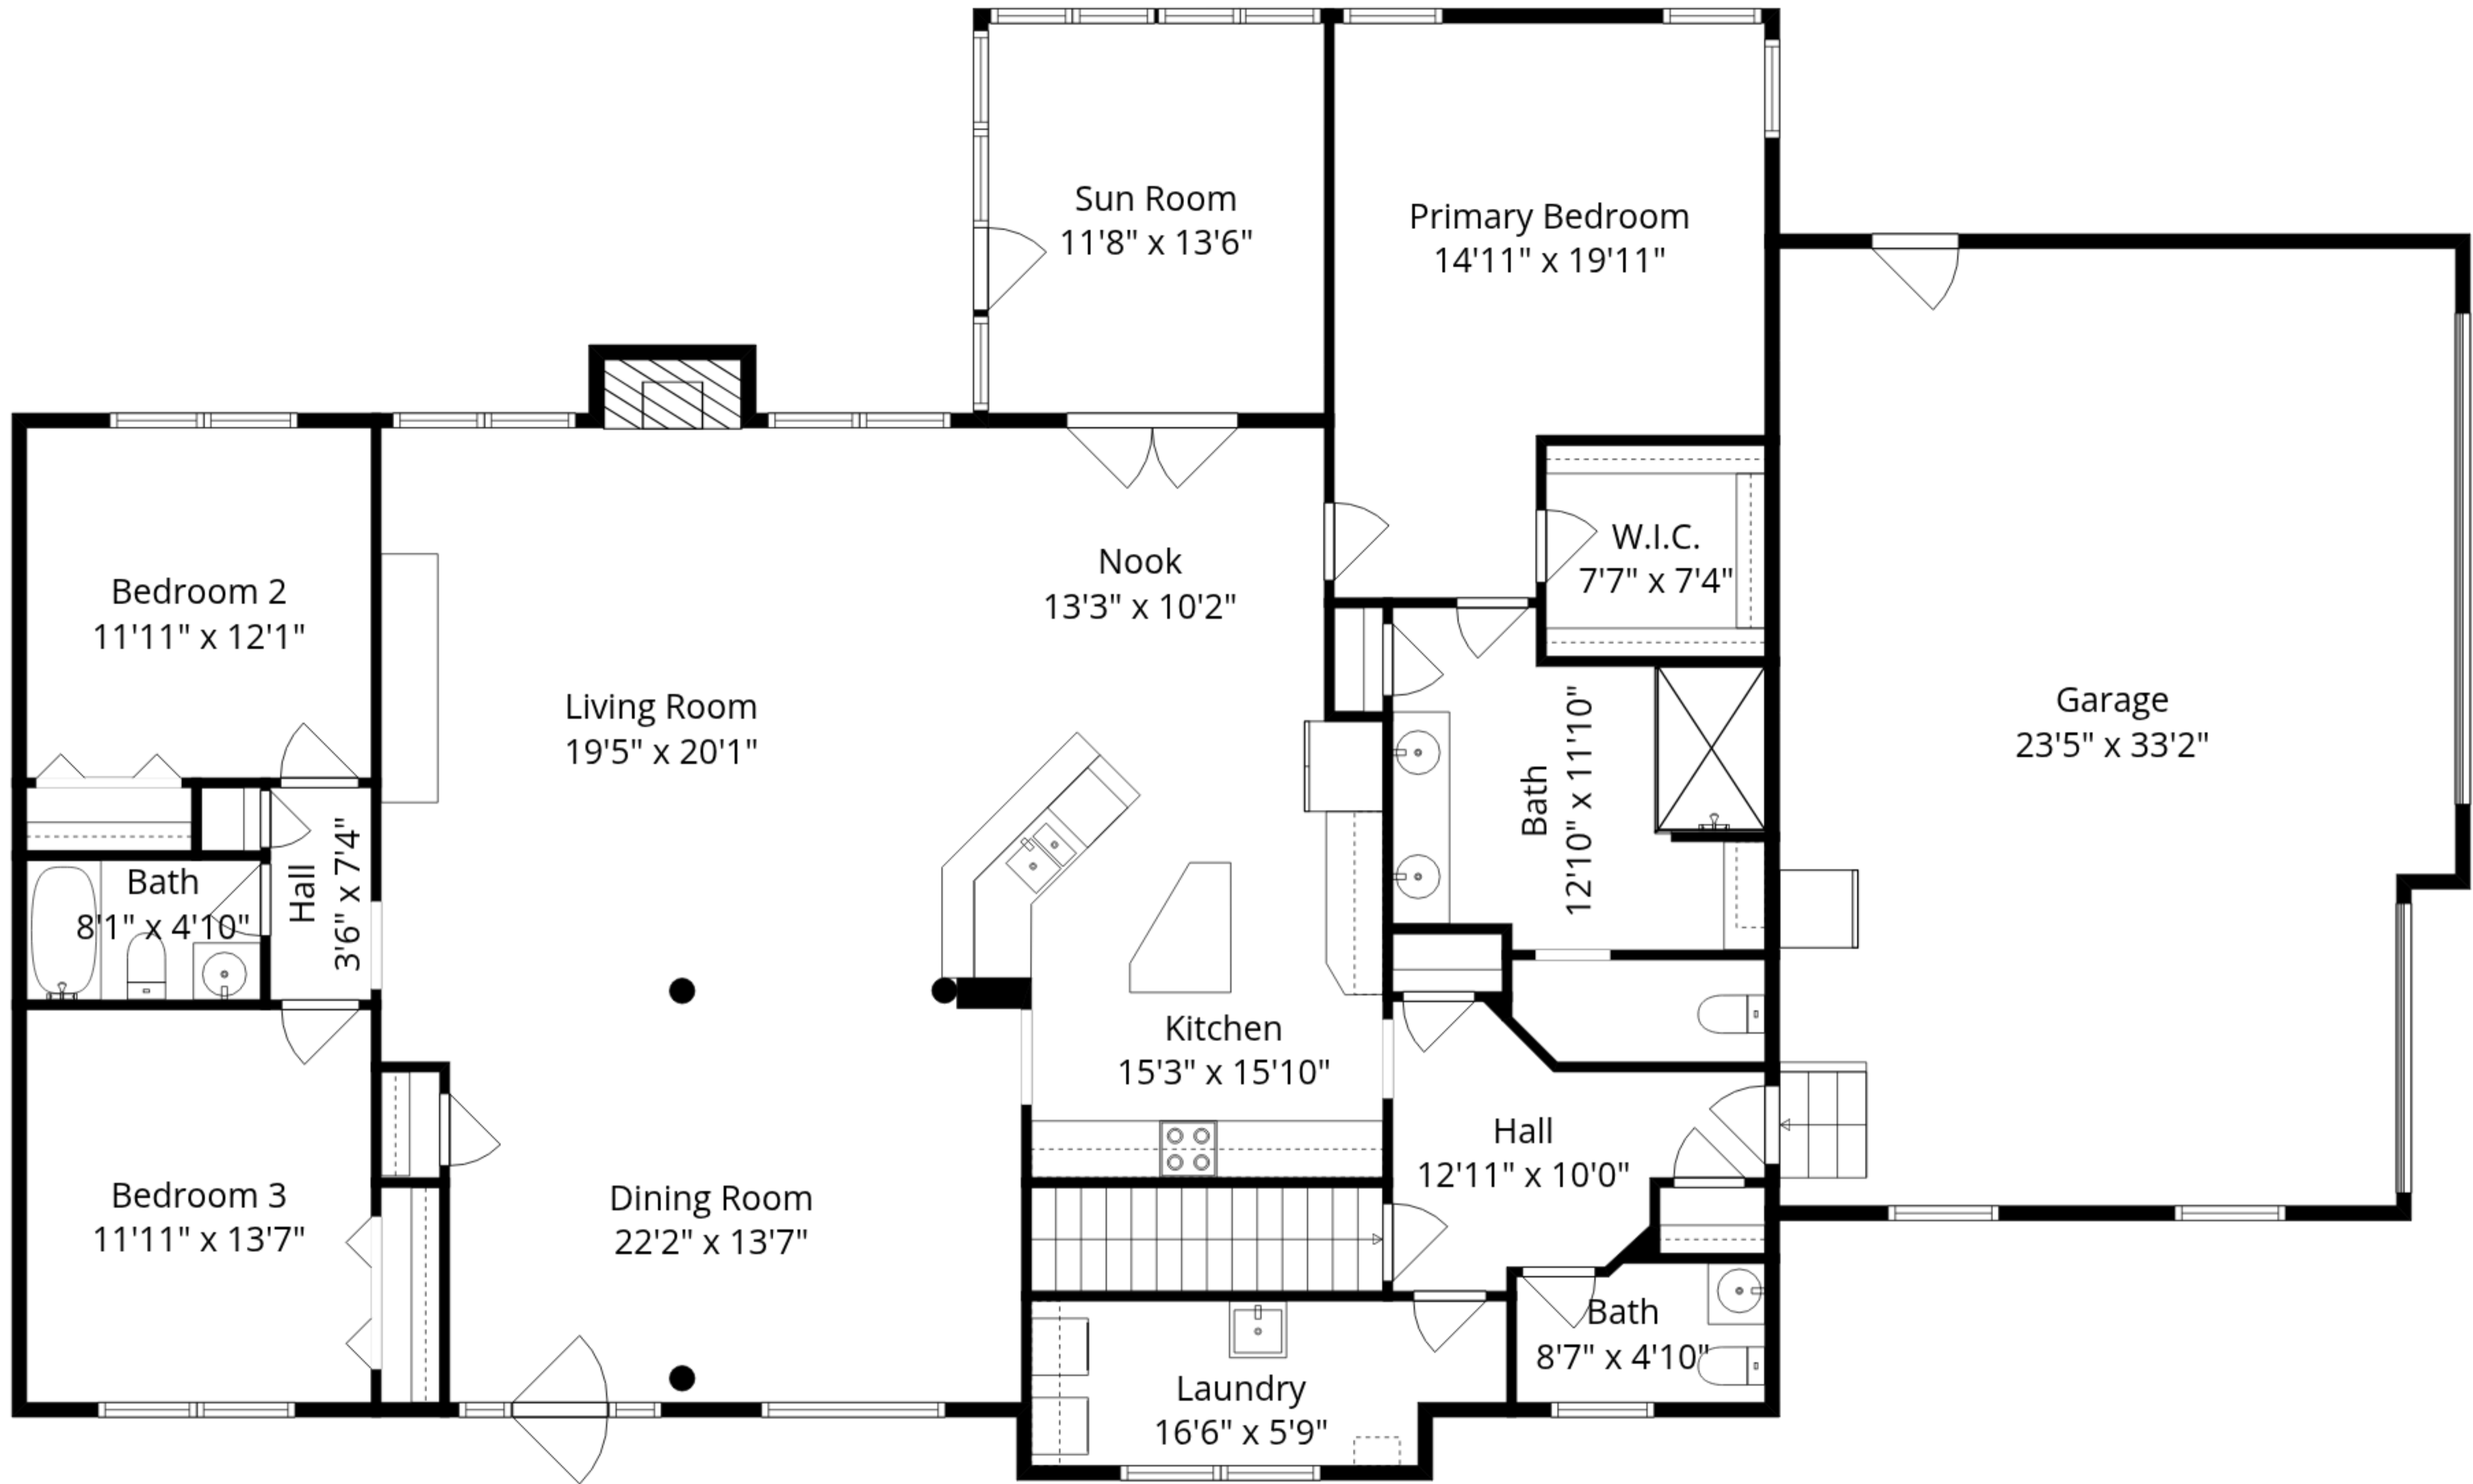 Sun Room
11'8" x 13'6"
Primary Bedroom
14'11" x 19'11"
Nook
13'3" x 10'2"
W.I.C.
7'7" x 7'4"
Bedroom 2
11'11" x 12'1"
Living Room
19'5" x 20'1"
Garage
23'5" x 33'2"
Bath
12'10" x 11'10"
Bath
8'1" x 4'10"
Hall
3'6" x 7'4"
Kitchen
15'3" x 15'10"
Hall
12'11" x 10'0"
Bedroom 3
11'11" x 13'7"
Dining Room
22'2" x 13'7"
Bath
8'7" x 4'10"
Laundry
16'6" x 5'9"